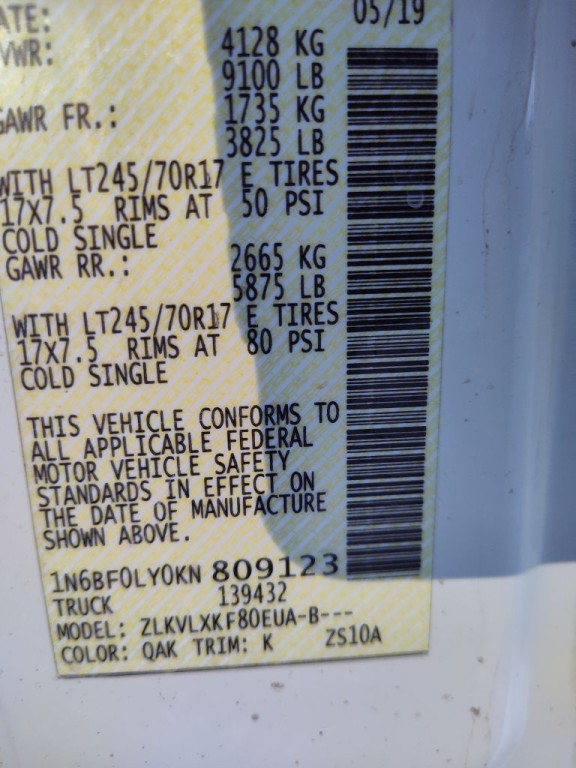 ATE: 05/19
VWR: 4128 KG
9100 LB
GAWR FR.: 1735 KG
3825 LB
WITH LT245/70R17 E TIRES
17X7.5 RIMS AT 50 PSI
COLD SINGLE
GAWR RR.: 2665 KG
5875 LB
WITH LT245/70R17 E TIRES
17X7.5 RIMS AT 80 PSI
COLD SINGLE
THIS VEHICLE CONFORMS TO
ALL APPLICABLE FEDERAL
MOTOR VEHICLE SAFETY
STANDARDS IN EFFECT ON
THE DATE OF MANUFACTURE
SHOWN ABOVE.
1N6BF0LY0KN 809123
TRUCK 139432
MODEL: ZLKVLXKF80EUA-B---
COLOR: QAK TRIM: K ZS10A